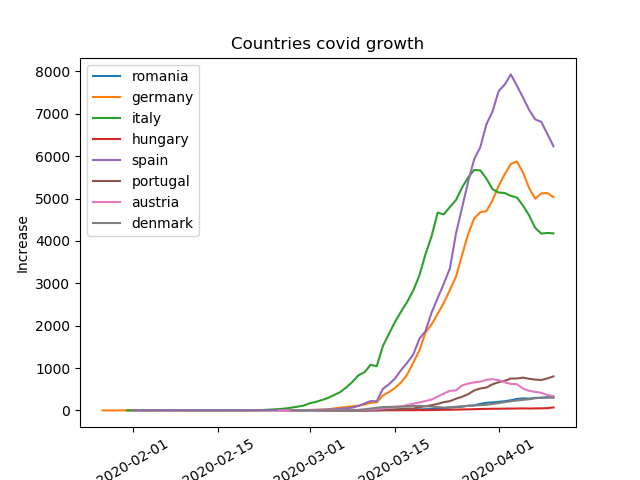 Countries covid growth
romania
germany
italy
hungary
spain
portugal
austria
denmark
8000
7000
6000
5000
4000
3000
2000
1000
0
Increase
2020-02-01
2020-02-15
2020-03-01
2020-03-15
2020-04-01